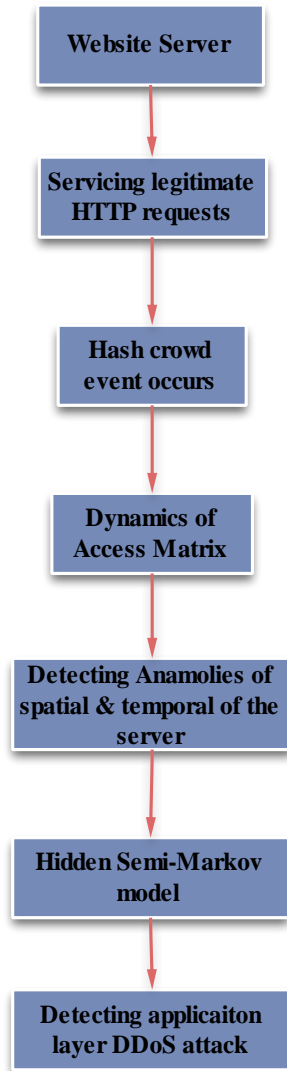 Website Server
Servicing legitimate
HTTP requests
Hash crowd
event occurs
Dynamics of
Access Matrix
Detecting Anamolies of
spatial & temporal of the
server
Hidden Semi-Markov
model
Detecting applicaiton
layer DDoS attack